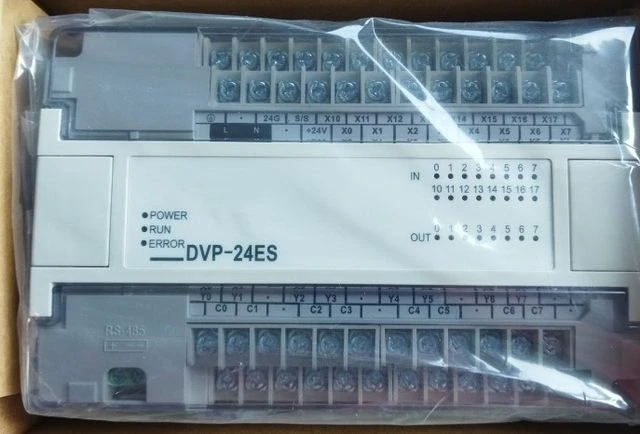 24G S/S X10 X11 X12 X14 X15 X16 X17
L N +24V X0 X1 X2 X4 X5 X6 X7
IN 0 1 2 3 4 5 6 7
10 11 12 13 14 15 16 17
POWER
RUN
ERROR
OUT 0 1 2 3 4 5 6 7
DVP-24ES
Y0 Y1 Y2 Y3 Y4 Y5 Y6 Y7
C0 C1 C2 C3 C4 C5 C6 C7
RS-485